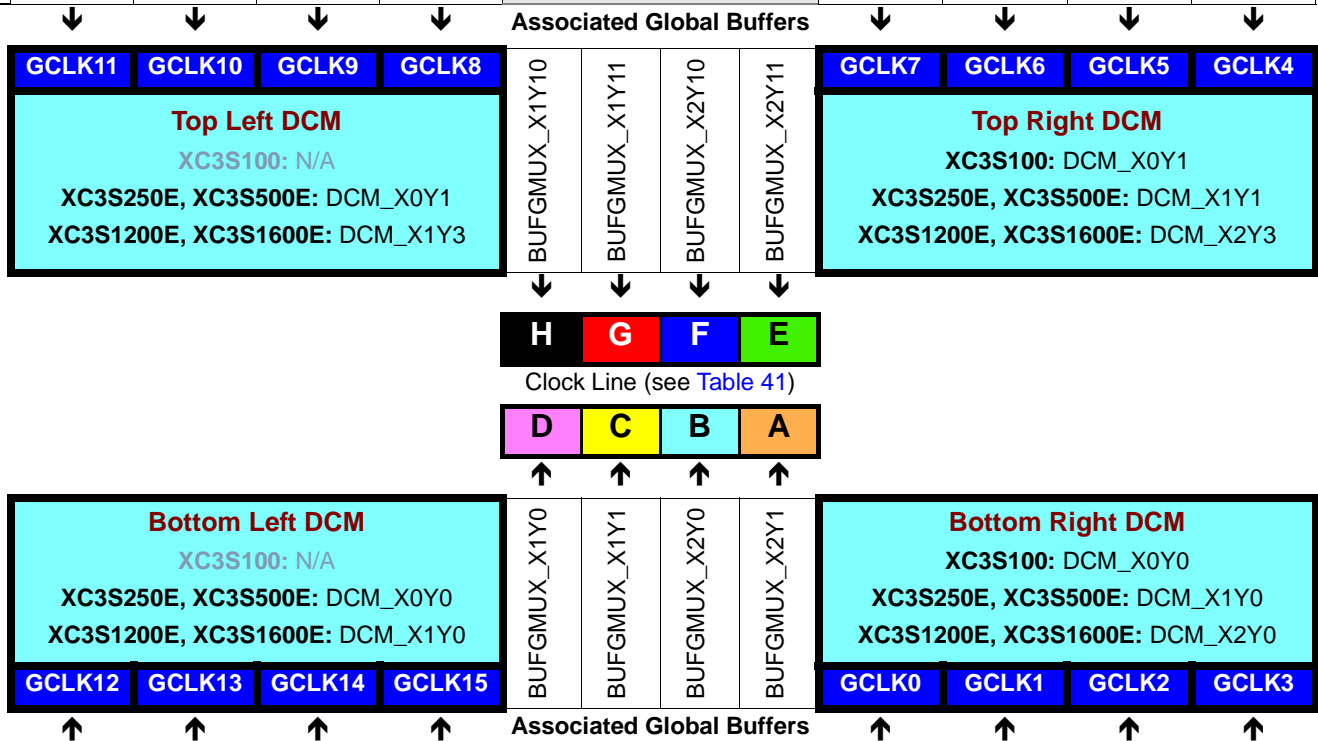 Associated Global Buffers
GCLK11 GCLK10 GCLK9 GCLK8
GCLK7 GCLK6 GCLK5 GCLK4
Top Left DCM
XC3S100: N/A
XC3S250E, XC3S500E: DCM_X0Y1
XC3S1200E, XC3S1600E: DCM_X1Y3
BUFGMUX_X1Y10
BUFGMUX_X1Y11
BUFGMUX_X2Y10
BUFGMUX_X2Y11
Top Right DCM
XC3S100: DCM_X0Y1
XC3S250E, XC3S500E: DCM_X1Y1
XC3S1200E, XC3S1600E: DCM_X2Y3
H G F E
Clock Line (see Table 41)
D C B A
Bottom Left DCM
XC3S100: N/A
XC3S250E, XC3S500E: DCM_X0Y0
XC3S1200E, XC3S1600E: DCM_X1Y0
BUFGMUX_X1Y0
BUFGMUX_X1Y1
BUFGMUX_X2Y0
BUFGMUX_X2Y1
Bottom Right DCM
XC3S100: DCM_X0Y0
XC3S250E, XC3S500E: DCM_X1Y0
XC3S1200E, XC3S1600E: DCM_X2Y0
GCLK12 GCLK13 GCLK14 GCLK15
GCLK0 GCLK1 GCLK2 GCLK3
Associated Global Buffers